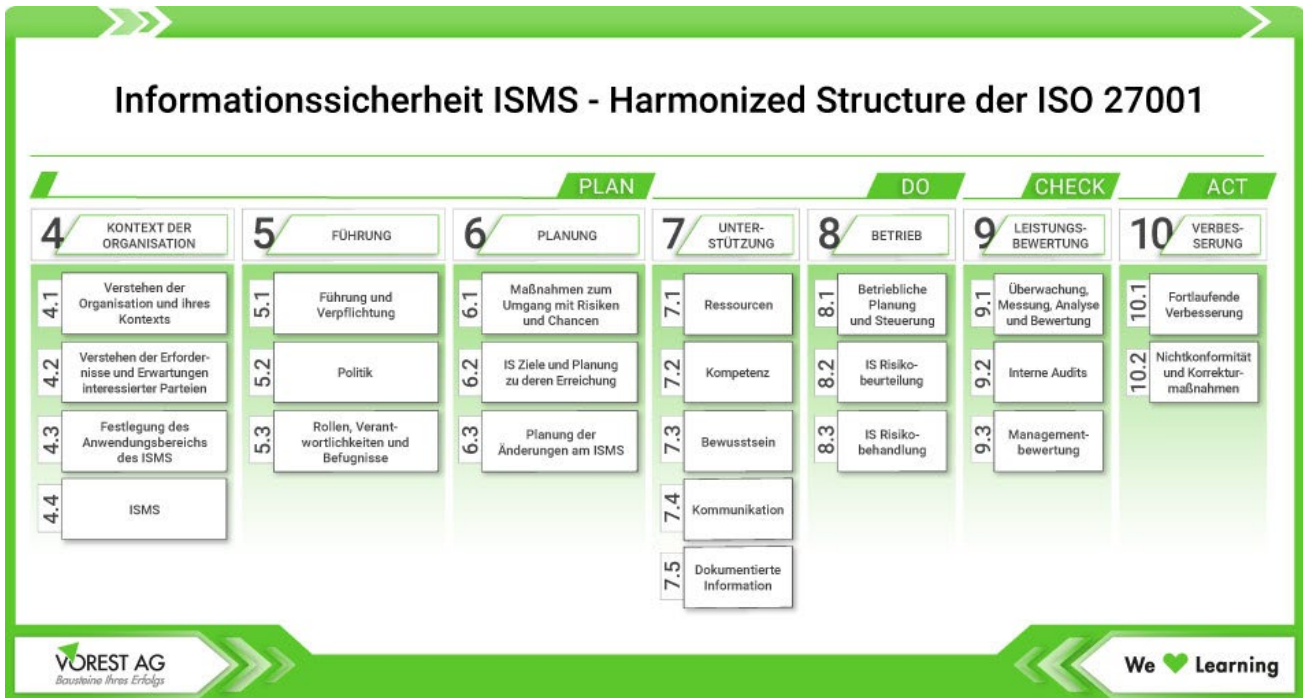 Informationssicherheit ISMS - Harmonized Structure der ISO 27001
PLAN
DO
CHECK
ACT
4
KONTEXT DER
ORGANISATION
4.1
Verstehen der
Organisation und ihres
Kontexts
4.2
Verstehen der Erforder-
nisse und Erwartungen
interessierter Parteien
4.3
Festlegung des
Anwendungsbereichs
des ISMS
4.4
ISMS
5
FÜHRUNG
5.1
Führung und
Verpflichtung
5.2
Politik
5.3
Rollen, Verant-
wortlichkeiten und
Befugnisse
6
PLANUNG
6.1
Maßnahmen zum
Umgang mit Risiken
und Chancen
6.2
IS Ziele und Planung
zu deren Erreichung
6.3
Planung der
Änderungen am ISMS
7
UNTER-
STÜTZUNG
7.1
Ressourcen
7.2
Kompetenz
7.3
Bewusstsein
7.4
Kommunikation
7.5
Dokumentierte
Information
8
BETRIEB
8.1
Betriebliche
Planung
und Steuerung
8.2
IS Risiko-
beurteilung
8.3
IS Risiko-
behandlung
9
LEISTUNGS-
BEWERTUNG
9.1
Überwachung,
Messung, Analyse
und Bewertung
9.2
Interne Audits
9.3
Management-
bewertung
10
VERBES-
SERUNG
10.1
Fortlaufende
Verbesserung
10.2
Nichtkonformität
und Korrektur-
maßnahmen
VOREST AG
Bausteine Ihres Erfolgs
We Learning